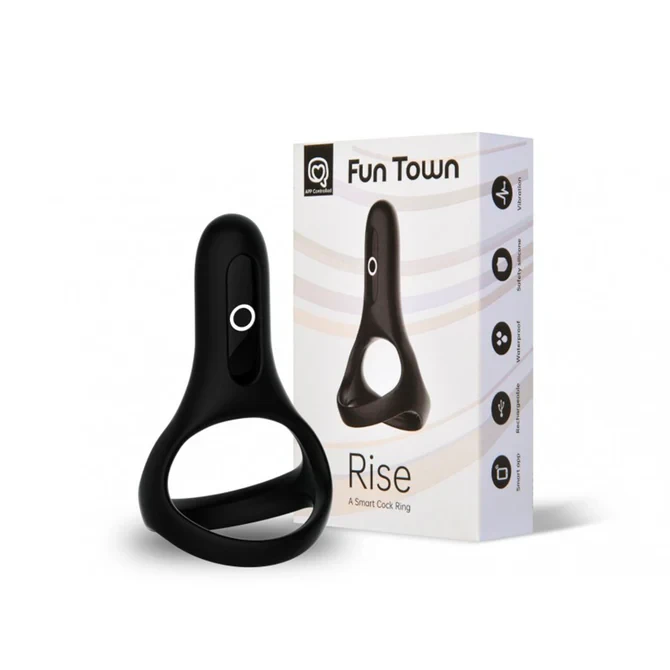 APP Controlled
Fun Town
Vibration
Safety silicone
Waterproof
Rechargeable
Smart app
Rise
A Smart Cock Ring